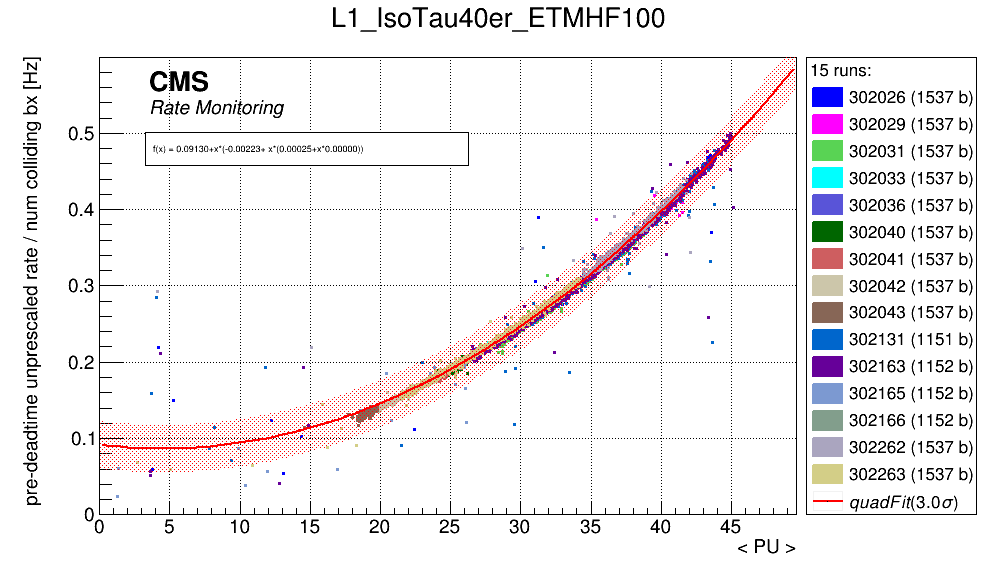 L1_IsoTau40er_ETMHF100
pre-deadtime unprescaled rate / num colliding bx [Hz]
CMS
Rate Monitoring
f(x) = 0.09130+x*(-0.00223+ x*(0.00025+x*0.00000))
0.5
0.4
0.3
0.2
0.1
0
0 5 10 15 20 25 30 35 40 45
< PU >
15 runs:
302026 (1537 b)
302029 (1537 b)
302031 (1537 b)
302033 (1537 b)
302036 (1537 b)
302040 (1537 b)
302041 (1537 b)
302042 (1537 b)
302043 (1537 b)
302131 (1151 b)
302163 (1152 b)
302165 (1152 b)
302166 (1152 b)
302262 (1537 b)
302263 (1537 b)
quadFit(3.0σ)